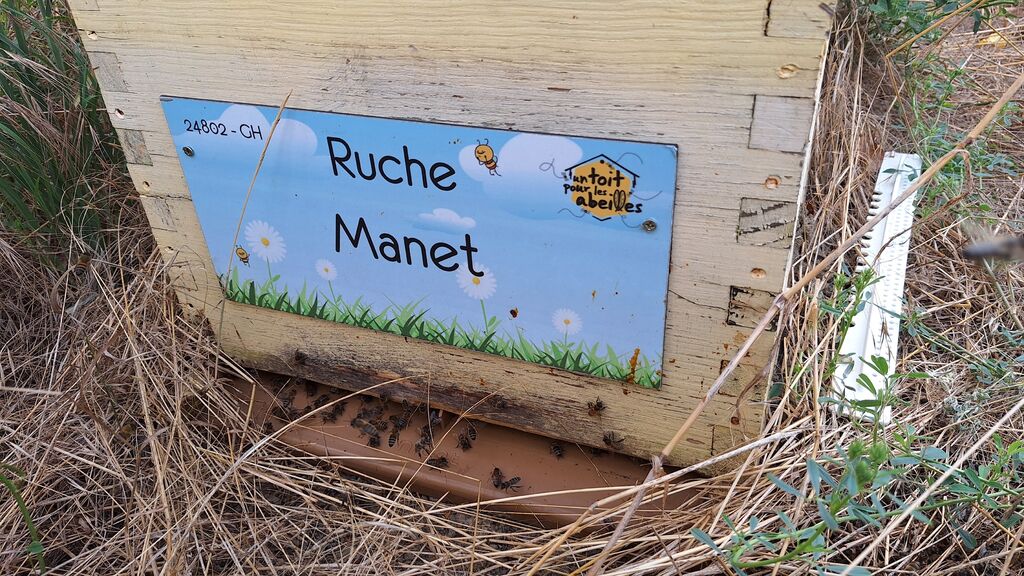 24802 - GH
Ruche
Manet
un toit
pour les
abeilles